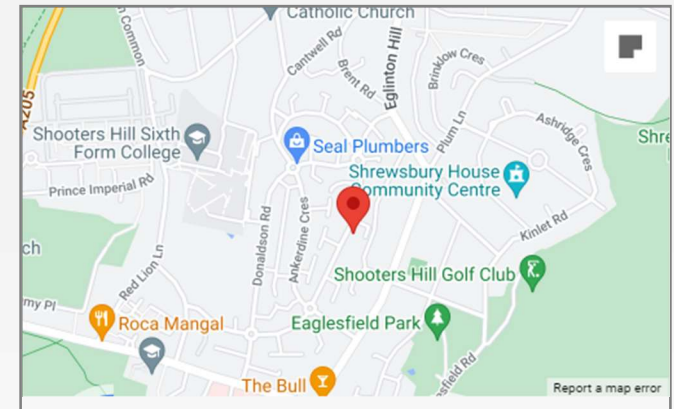 Catholic Church
n Common
Cantwell Rd
Brent Rd
Eglinton Hill
Brinklow Cres
A205
Shooters Hill Sixth
Form College
Seal Plumbers
Plum Ln
Ashridge Cres
Shre
Shrewsbury House
Community Centre
Prince Imperial Rd
Donaldson Rd
Ankerdine Cres
Kinlet Rd
ch
Red Lion Ln
Shooters Hill Golf Club
my Pl
Roca Mangal
Eaglesfield Park
sfield Rd
The Bull
Report a map error